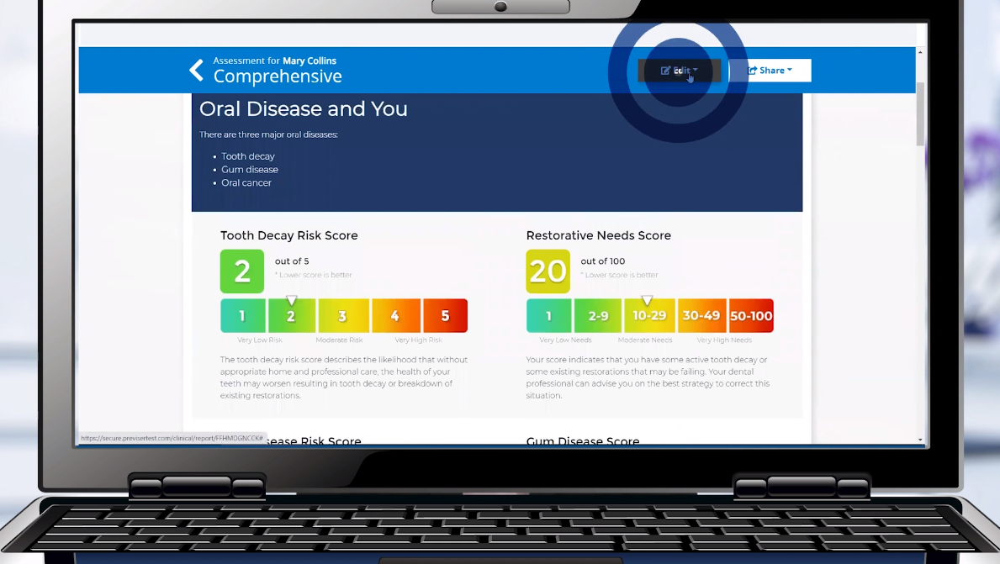 Assessment for Mary Collins
Comprehensive
Edit
Share
Oral Disease and You
There are three major oral diseases:
Tooth decay
Gum disease
Oral cancer
Tooth Decay Risk Score
2
out of 5
* Lower score is better
1 2 3 4 5
Very Low Risk Moderate Risk Very High Risk
The tooth decay risk score describes the likelihood that without
appropriate home and professional care, the health of your
teeth may worsen resulting in tooth decay or breakdown of
existing restorations.
Restorative Needs Score
20
out of 100
* Lower score is better
1 2-9 10-29 30-49 50-100
Very Low Needs Moderate Needs Very High Needs
Your score indicates that you have some active tooth decay or
some existing restorations that may be failing. Your dental
professional can advise you on the best strategy to correct this
situation.
sease Risk Score
Gum Disease Score
https://secure.previsertest.com/clinical/report/FFHMDGNCCK#